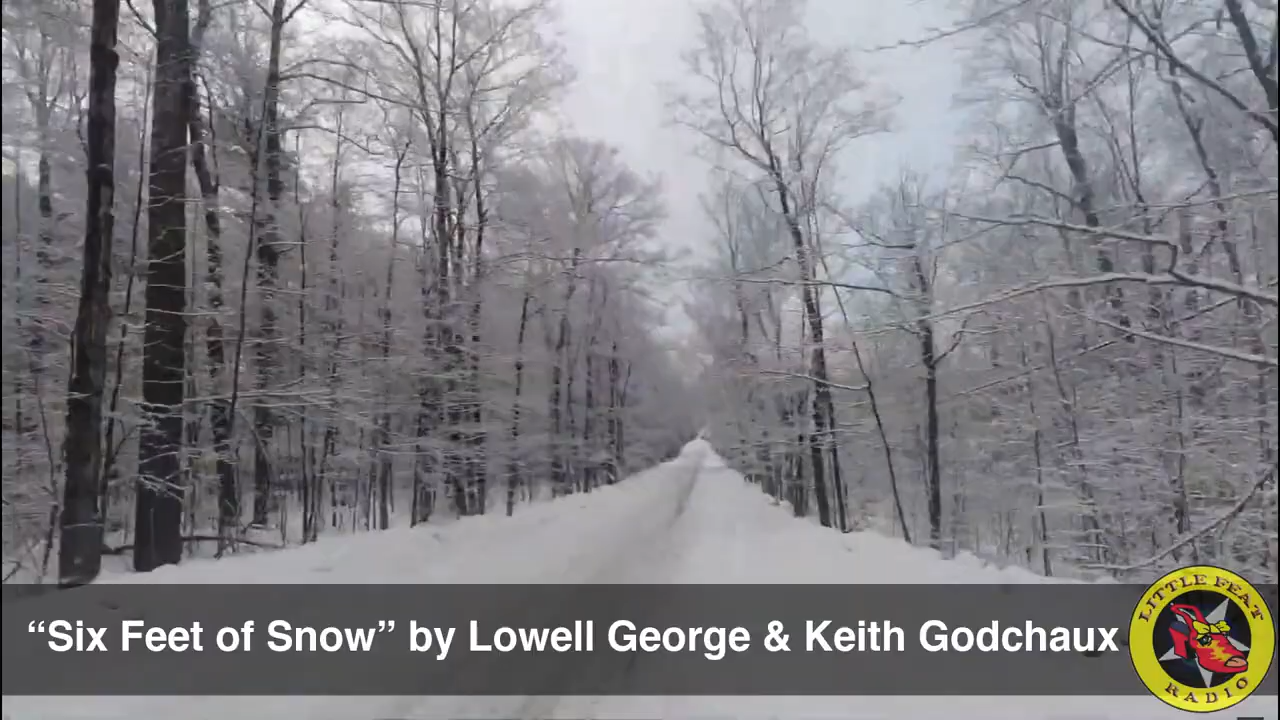 “Six Feet of Snow” by Lowell George & Keith Godchaux
LITTLE FEAT
RADIO